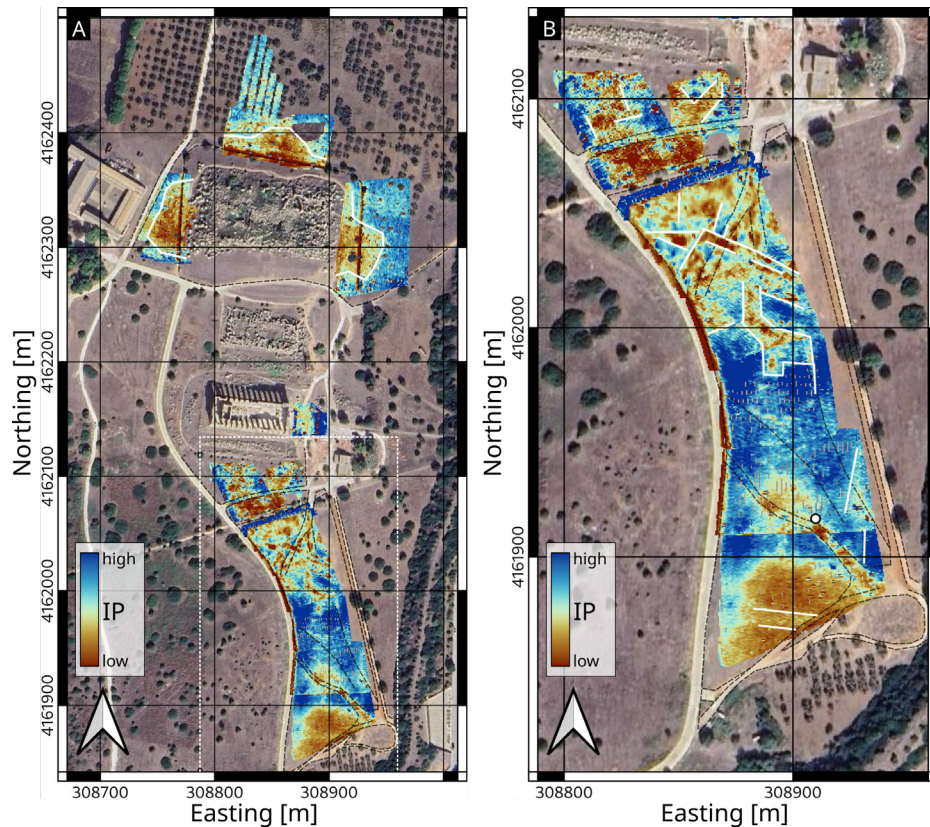 A
B
Northing [m]
4162400
4162300
4162200
4162100
4162000
4161900
high
IP
low
308700
308800
308900
Easting [m]
Northing [m]
4162100
4162000
4161900
high
IP
low
308800
308900
Easting [m]